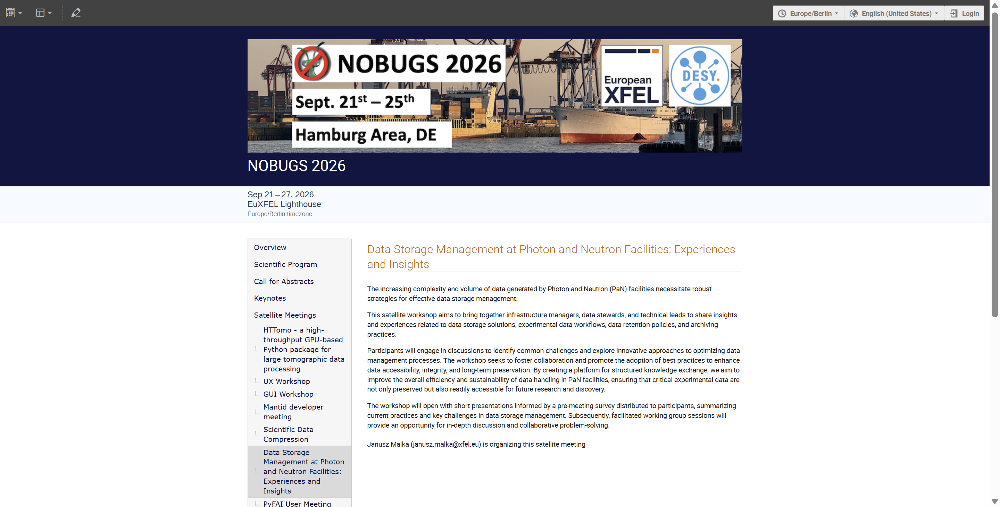 Europe/Berlin
English (United States)
Login
NOBUGS 2026
Sept. 21st – 25th
Hamburg Area, DE
European
XFEL
DESY.
NOBUGS 2026
Sep 21 – 27, 2026
EuXFEL Lighthouse
Europe/Berlin timezone
Overview
Scientific Program
Call for Abstracts
Keynotes
Satellite Meetings
HTTomo - a high-
throughput GPU-based
Python package for
large tomographic data
processing
UX Workshop
GUI Workshop
Mantid developer
meeting
Scientific Data
Compression
Data Storage
Management at Photon
and Neutron Facilities:
Experiences and
Insights
PyFAI User Meeting
Data Storage Management at Photon and Neutron Facilities: Experiences
and Insights
The increasing complexity and volume of data generated by Photon and Neutron (PaN) facilities necessitate robust
strategies for effective data storage management.
This satellite workshop aims to bring together infrastructure managers, data stewards, and technical leads to share insights
and experiences related to data storage solutions, experimental data workflows, data retention policies, and archiving
practices.
Participants will engage in discussions to identify common challenges and explore innovative approaches to optimizing data
management processes. The workshop seeks to foster collaboration and promote the adoption of best practices to enhance
data accessibility, integrity, and long-term preservation. By creating a platform for structured knowledge exchange, we aim to
improve the overall efficiency and sustainability of data handling in PaN facilities, ensuring that critical experimental data are
not only preserved but also readily accessible for future research and discovery.
The workshop will open with short presentations informed by a pre-meeting survey distributed to participants, summarizing
current practices and key challenges in data storage management. Subsequently, facilitated working group sessions will
provide an opportunity for in-depth discussion and collaborative problem-solving.
Janusz Malka (janusz.malka@xfel.eu) is organizing this satellite meeting